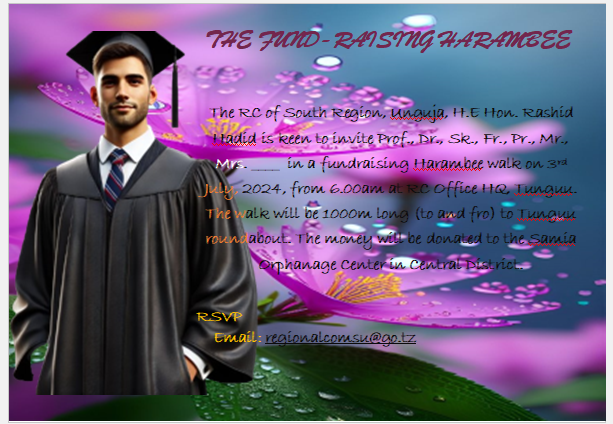 THE FUND-RAISING HARAMBEE
The RC of South Region, Unguja, H.E Hon. Rashid
Hadid is keen to invite Prof., Dr., Sk., Fr., Pr., Mr.,
Mrs. ____ in a fundraising Harambee walk on 3rd
July, 2024, from 6.00am at RC Office HQ, Tunguu.
The walk will be 1000m long (to and fro) to Tunguu
roundabout. The money will be donated to the Samia
Orphanage Center in Central District.
RSVP
Email: regionalcomsu@go.tz